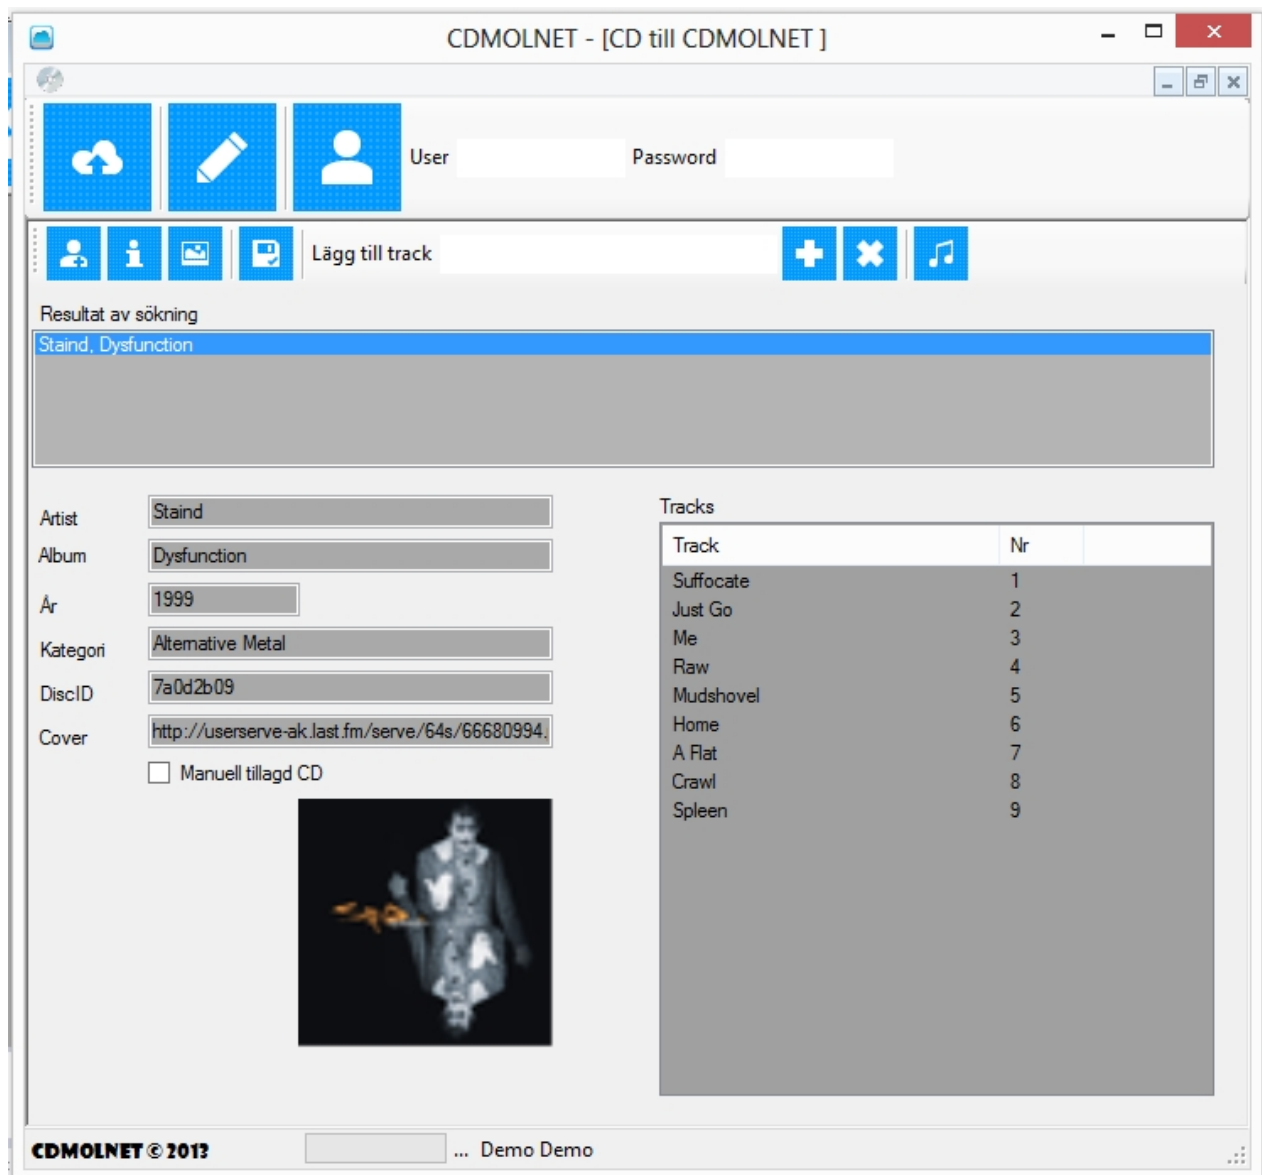 CDMOLNET - [CD till CDMOLNET ]
User Password
Lägg till track
Resultat av sökning
Staind, Dysfunction
Artist Staind
Album Dysfunction
År 1999
Kategori Alternative Metal
DiscID 7a0d2b09
Cover http://userserve-ak.last.fm/serve/64s/66680994.
Manuell tillagd CD
Tracks
Track Nr
Suffocate 1
Just Go 2
Me 3
Raw 4
Mudshovel 5
Home 6
A Flat 7
Crawl 8
Spleen 9
CDMOLNET © 2013 ... Demo Demo